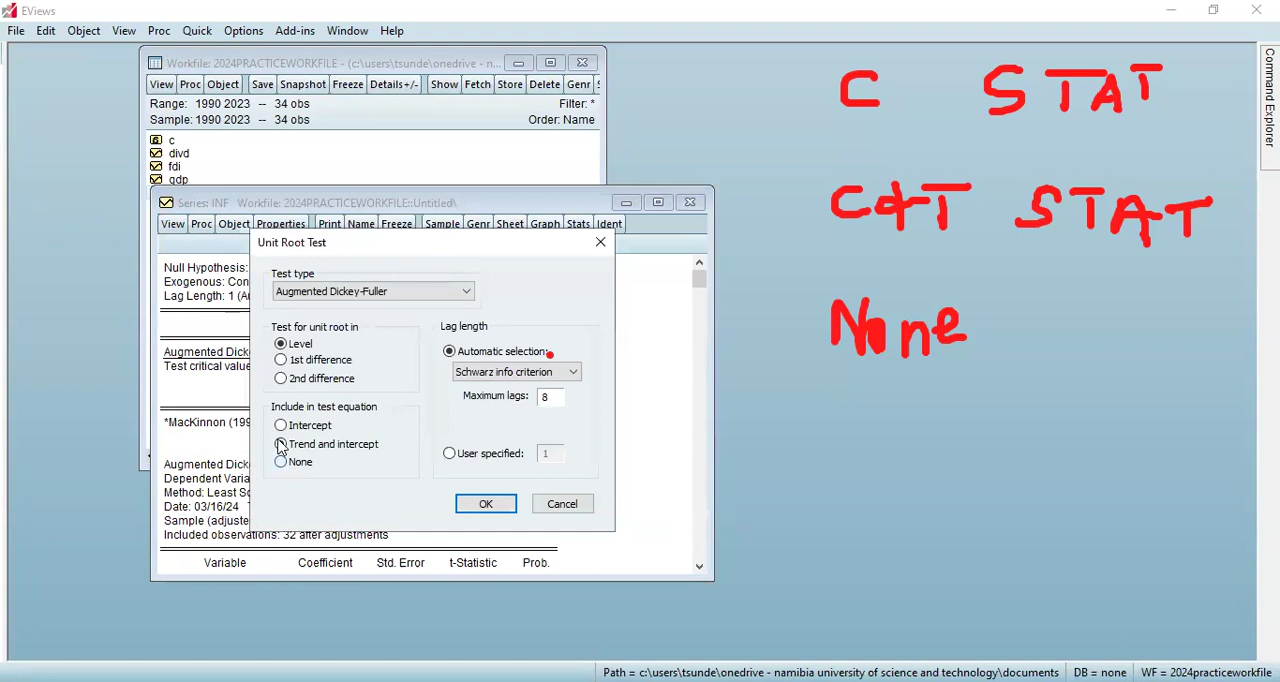 EViews
File Edit Object View Proc Quick Options Add-ins Window Help
Command Explorer
Workfile: 2024PRACTICEWORKFILE - (c:\users\tsunde\onedrive - n...
View Proc Object Save Snapshot Freeze Details+/- Show Fetch Store Delete Genr S
Range: 1990 2023 -- 34 obs Filter: *
Sample: 1990 2023 -- 34 obs Order: Name
c
divd
fdi
gdp
Series: INF Workfile: 2024PRACTICEWORKFILE::Untitled\
View Proc Object Properties Print Name Freeze Sample Genr Sheet Graph Stats Ident
Null Hypothesis:
Exogenous: Con
Lag Length: 1 (A
Augmented Dick
Test critical value
*MacKinnon (199
Augmented Dick
Dependent Varia
Method: Least Sc
Date: 03/16/24
Sample (adjuste
Included observations: 32 after adjustments
Variable Coefficient Std. Error t-Statistic Prob.
Unit Root Test
Test type
Augmented Dickey-Fuller
Test for unit root in
Level
1st difference
2nd difference
Include in test equation
Intercept
Trend and intercept
None
Lag length
Automatic selection:
Schwarz info criterion
Maximum lags: 8
User specified: 1
OK Cancel
C STAT
C&T STAT
None
Path = c:\users\tsunde\onedrive - namibia university of science and technology\documents DB = none WF = 2024practiceworkfile